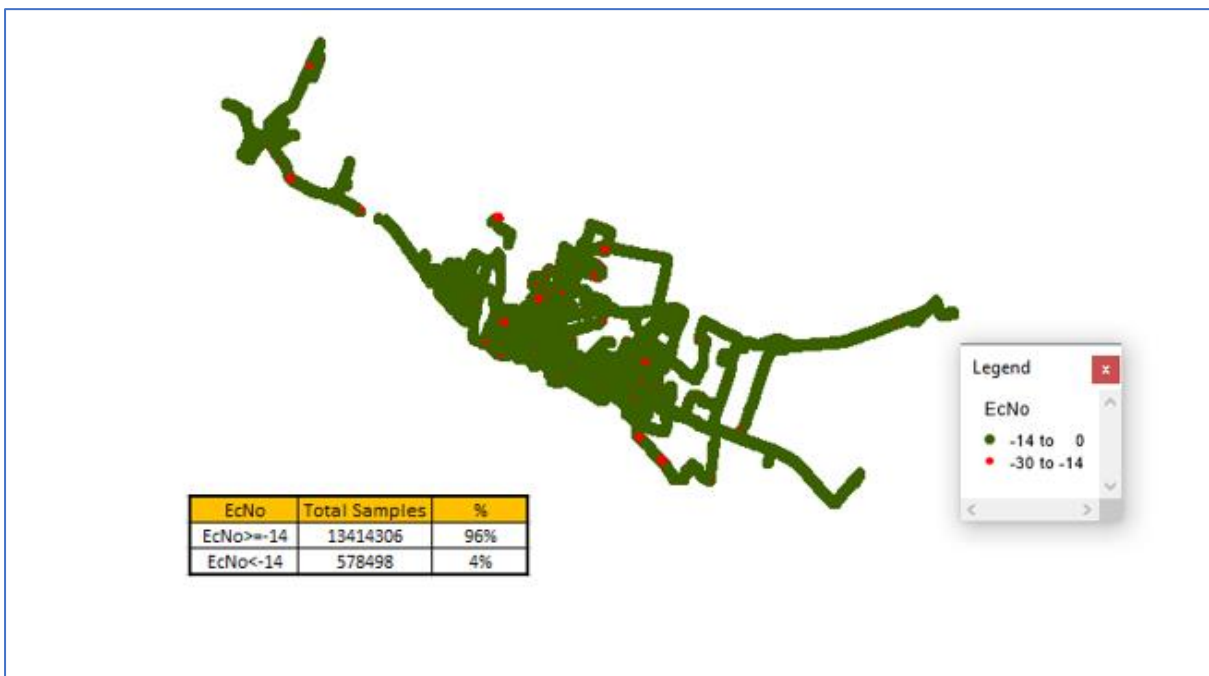 Legend x
EcNo
-14 to 0
-30 to -14
EcNo Total Samples %
EcNo>=-14 13414306 96%
EcNo<-14 578498 4%